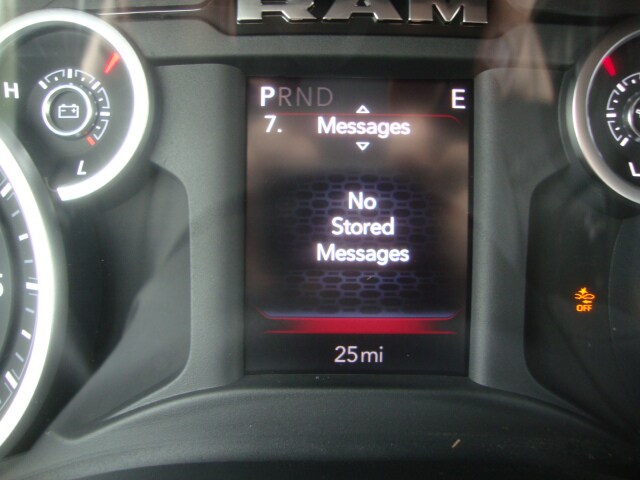 RAM
H
PRND
E
7. Messages
No
Stored
Messages
L
L
OFF
25mi